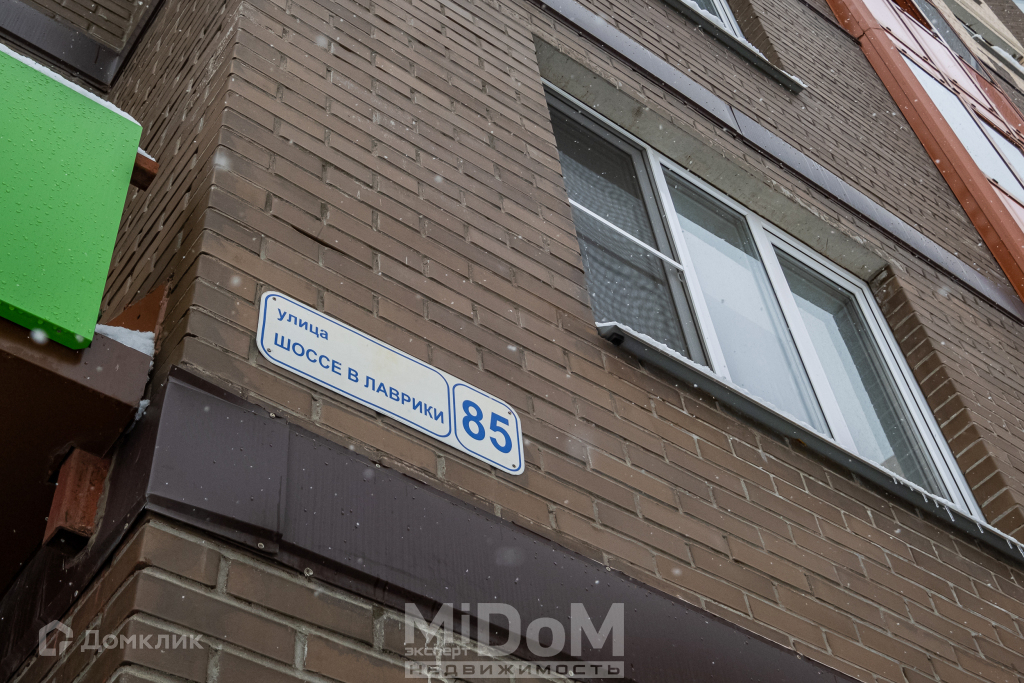 улица
ШОССЕ В ЛАВРИКИ
85
Домклик
MiDoM
эксперт
НЕДВИЖИМОСТЬ